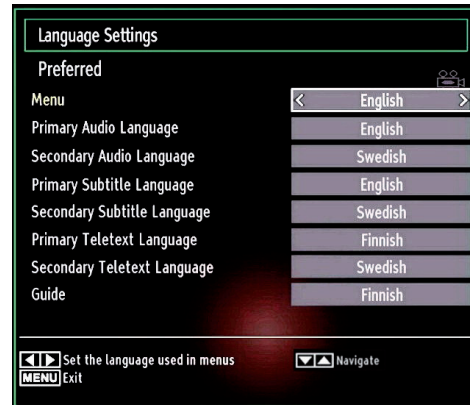 Language Settings
Preferred
Menu < English >
Primary Audio Language English
Secondary Audio Language Swedish
Primary Subtitle Language English
Secondary Subtitle Language Swedish
Primary Teletext Language Finnish
Secondary Teletext Language Swedish
Guide Finnish
Set the language used in menus Navigate
MENU Exit